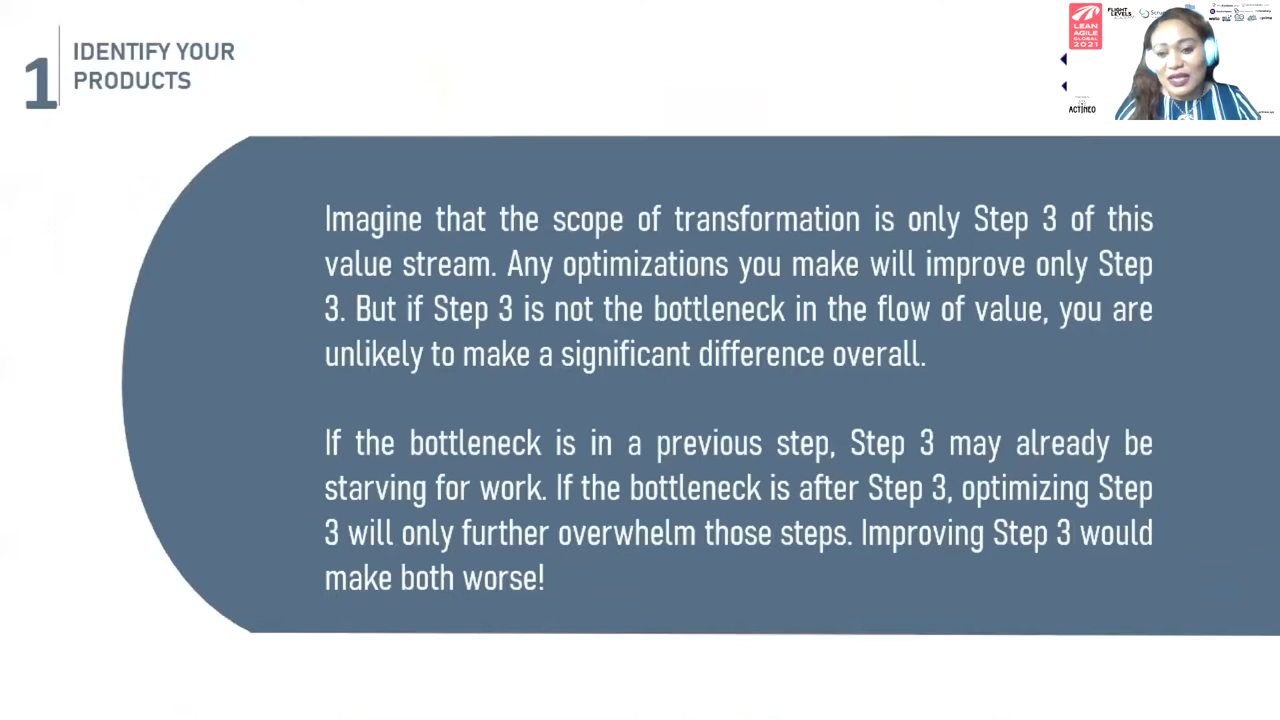 1
IDENTIFY YOUR
PRODUCTS
LEAN
AGILE
GLOBAL
2021
FLIGHT
LEVELS
ACTINEO
Imagine that the scope of transformation is only Step 3 of this
value stream. Any optimizations you make will improve only Step
3. But if Step 3 is not the bottleneck in the flow of value, you are
unlikely to make a significant difference overall.
If the bottleneck is in a previous step, Step 3 may already be
starving for work. If the bottleneck is after Step 3, optimizing Step
3 will only further overwhelm those steps. Improving Step 3 would
make both worse!